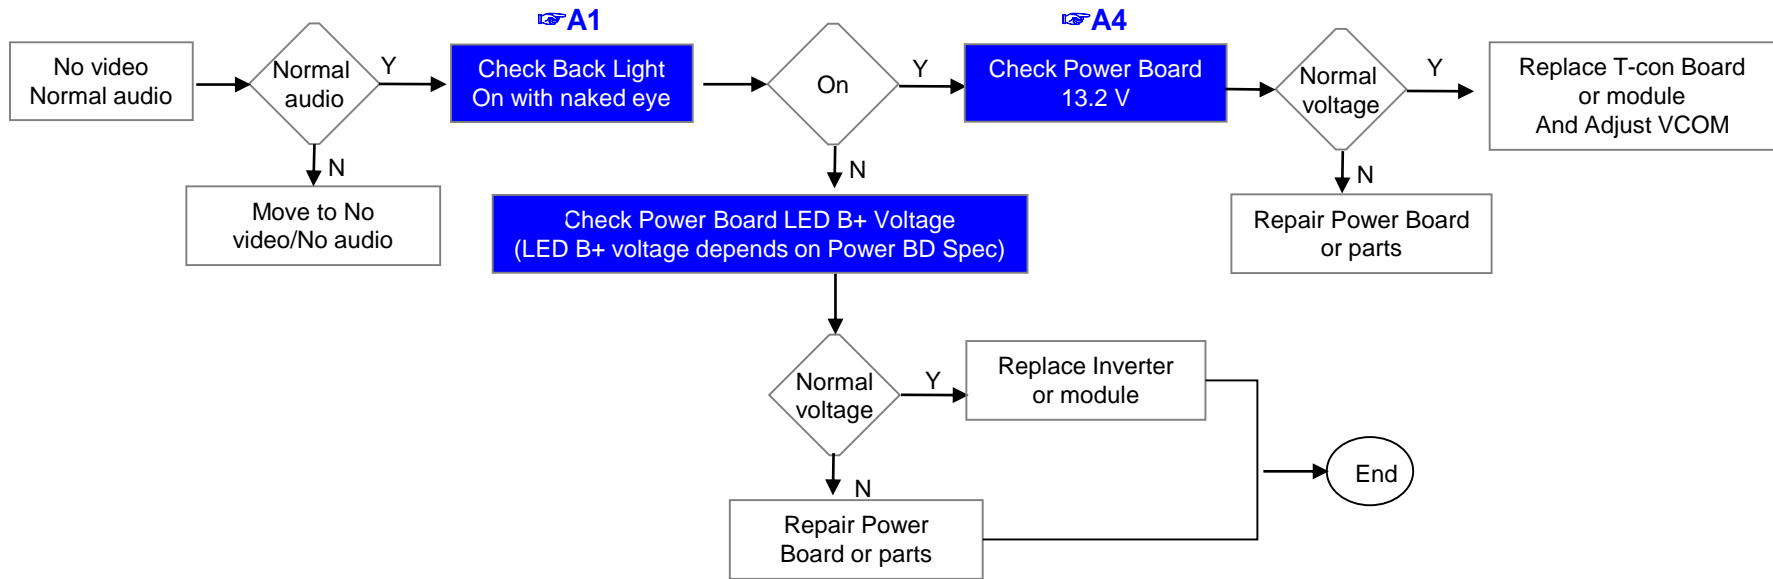 ☞A1
☞A4
No video
Normal audio
Normal
audio
Y
Check Back Light
On with naked eye
On
Y
Check Power Board
13.2 V
Normal
voltage
Y
Replace T-con Board
or module
And Adjust VCOM
N
Move to No
video/No audio
N
Check Power Board LED B+ Voltage
(LED B+ voltage depends on Power BD Spec)
N
Repair Power Board
or parts
Normal
voltage
Y
Replace Inverter
or module
N
Repair Power
Board or parts
End